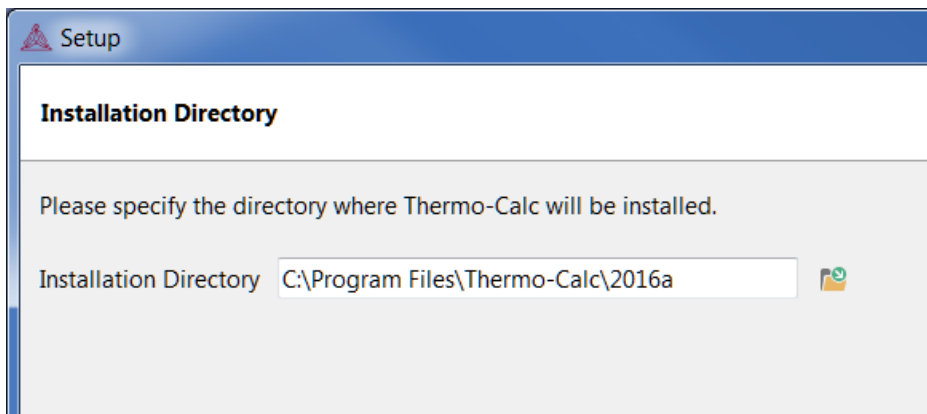 Setup
Installation Directory
Please specify the directory where Thermo-Calc will be installed.
Installation Directory C:\Program Files\Thermo-Calc\2016a